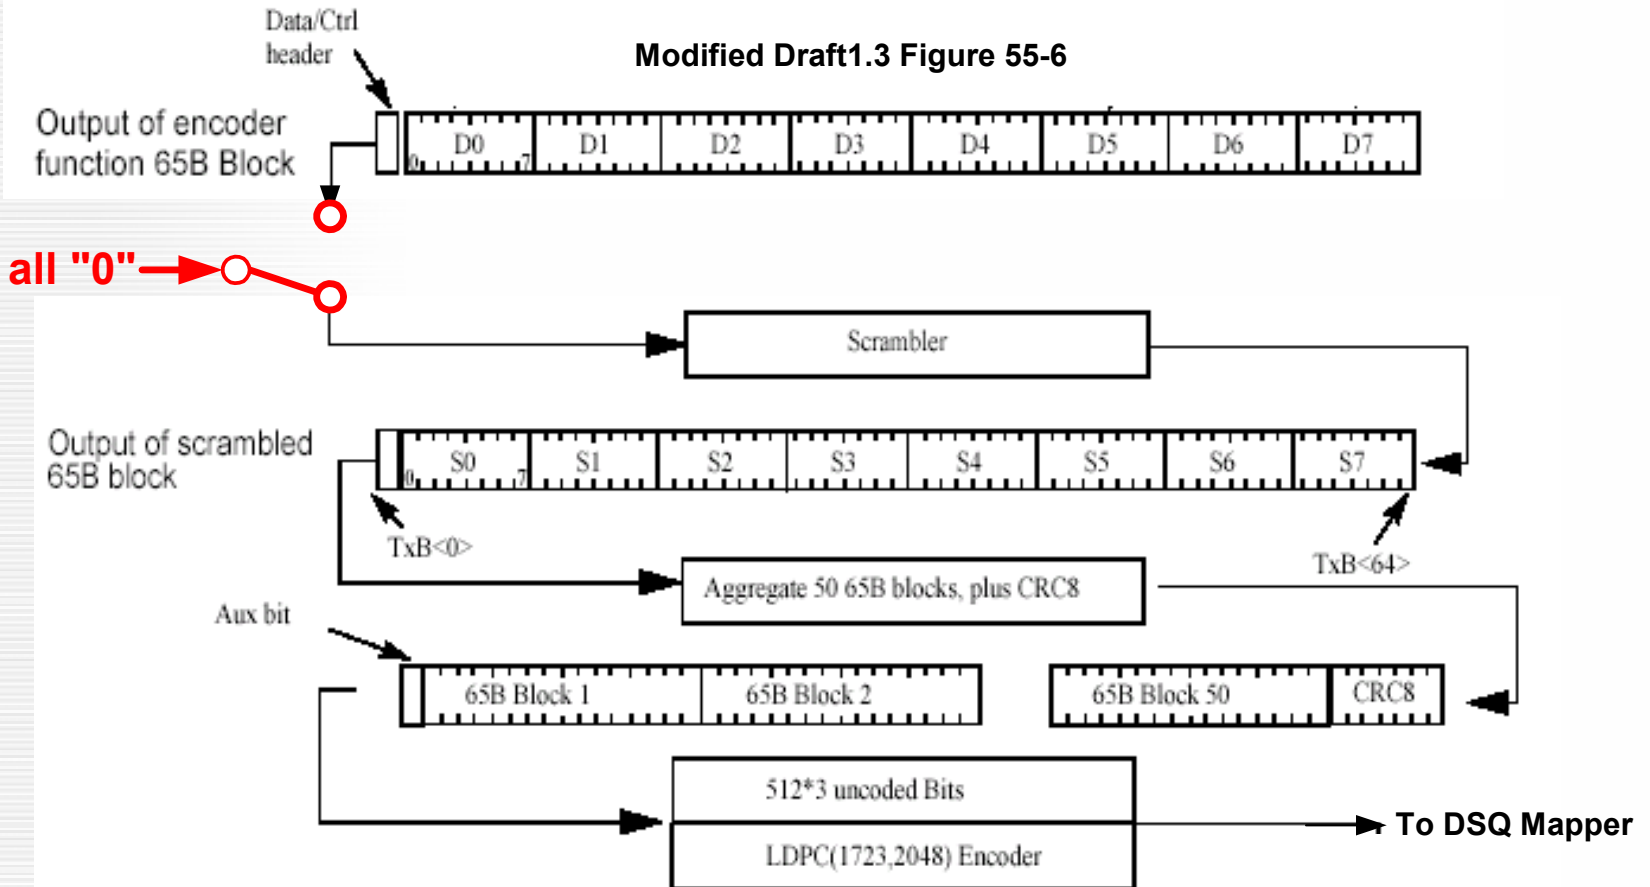 Data/Ctrl
header
Modified Draft1.3 Figure 55-6
Output of encoder
function 65B Block
D0 D1 D2 D3 D4 D5 D6 D7
0 7
all "0"
Scrambler
Output of scrambled
65B block
S0 S1 S2 S3 S4 S5 S6 S7
0 7
TxB<0>
TxB<64>
Aggregate 50 65B blocks, plus CRC8
Aux bit
65B Block 1 65B Block 2 65B Block 50 CRC8
512*3 uncoded Bits
To DSQ Mapper
LDPC(1723,2048) Encoder